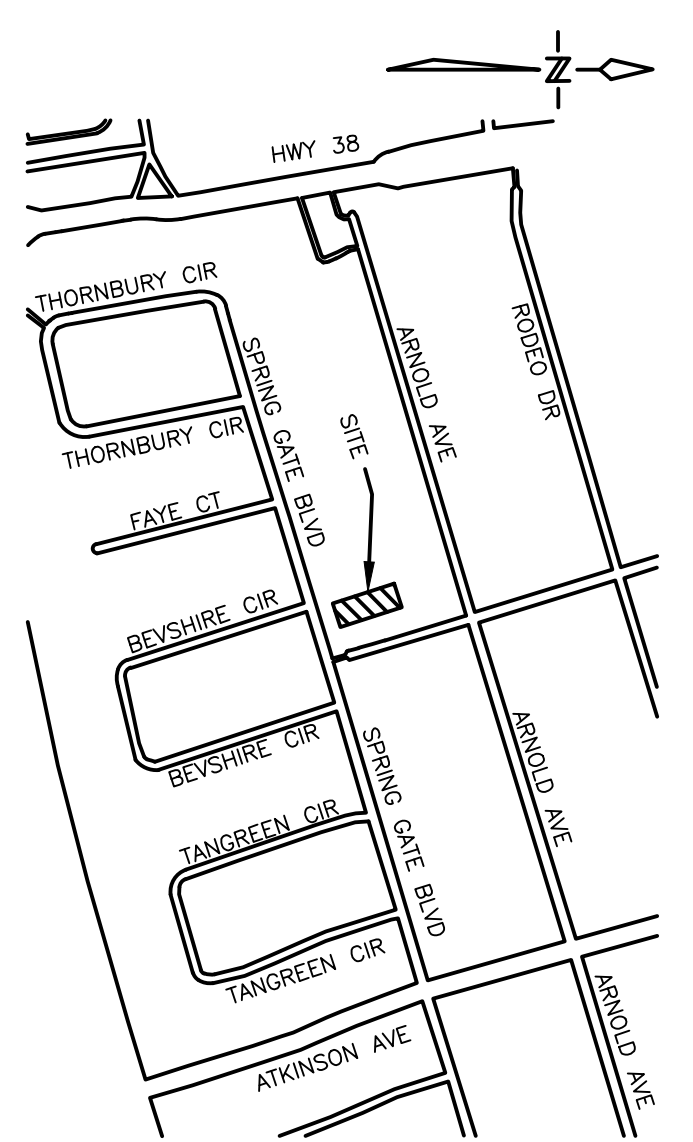 N
HWY 38
THORNBURY CIR
SPRING GATE BLVD
ARNOLD AVE
RODEO DR
THORNBURY CIR
SITE
FAYE CT
BEVSHIRE CIR
BEVSHIRE CIR
SPRING GATE BLVD
ARNOLD AVE
TANGREEN CIR
TANGREEN CIR
ARNOLD AVE
ATKINSON AVE